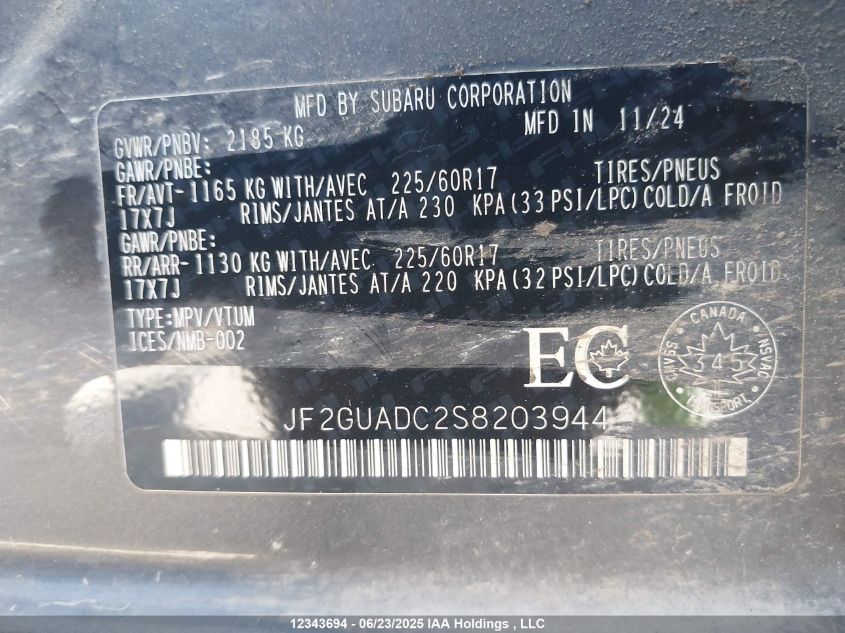 MFD BY SUBARU CORPORATION
GVWR/PNBV: 2185 KG MFD IN 11/24
GAWR/PNBE:
FR/AVT-1165 KG WITH/AVEC 225/60R17 TIRES/PNEUS
17X7J RIMS/JANTES AT/A 230 KPA(33 PSI/LPC)COLD/A FROID
GAWR/PNBE:
RR/ARR-1130 KG WITH/AVEC 225/60R17 TIRES/PNEUS
17X7J RIMS/JANTES AT/A 220 KPA(32 PSI/LPC)COLD/A FROID
TYPE:MPV/VTUM
ICES/NMB-002
EC
CANADA
SVAC
NSVAC
345
TRANSPORT
JF2GUADC2S8203944
12343694 - 06/23/2025 IAA Holdings , LLC